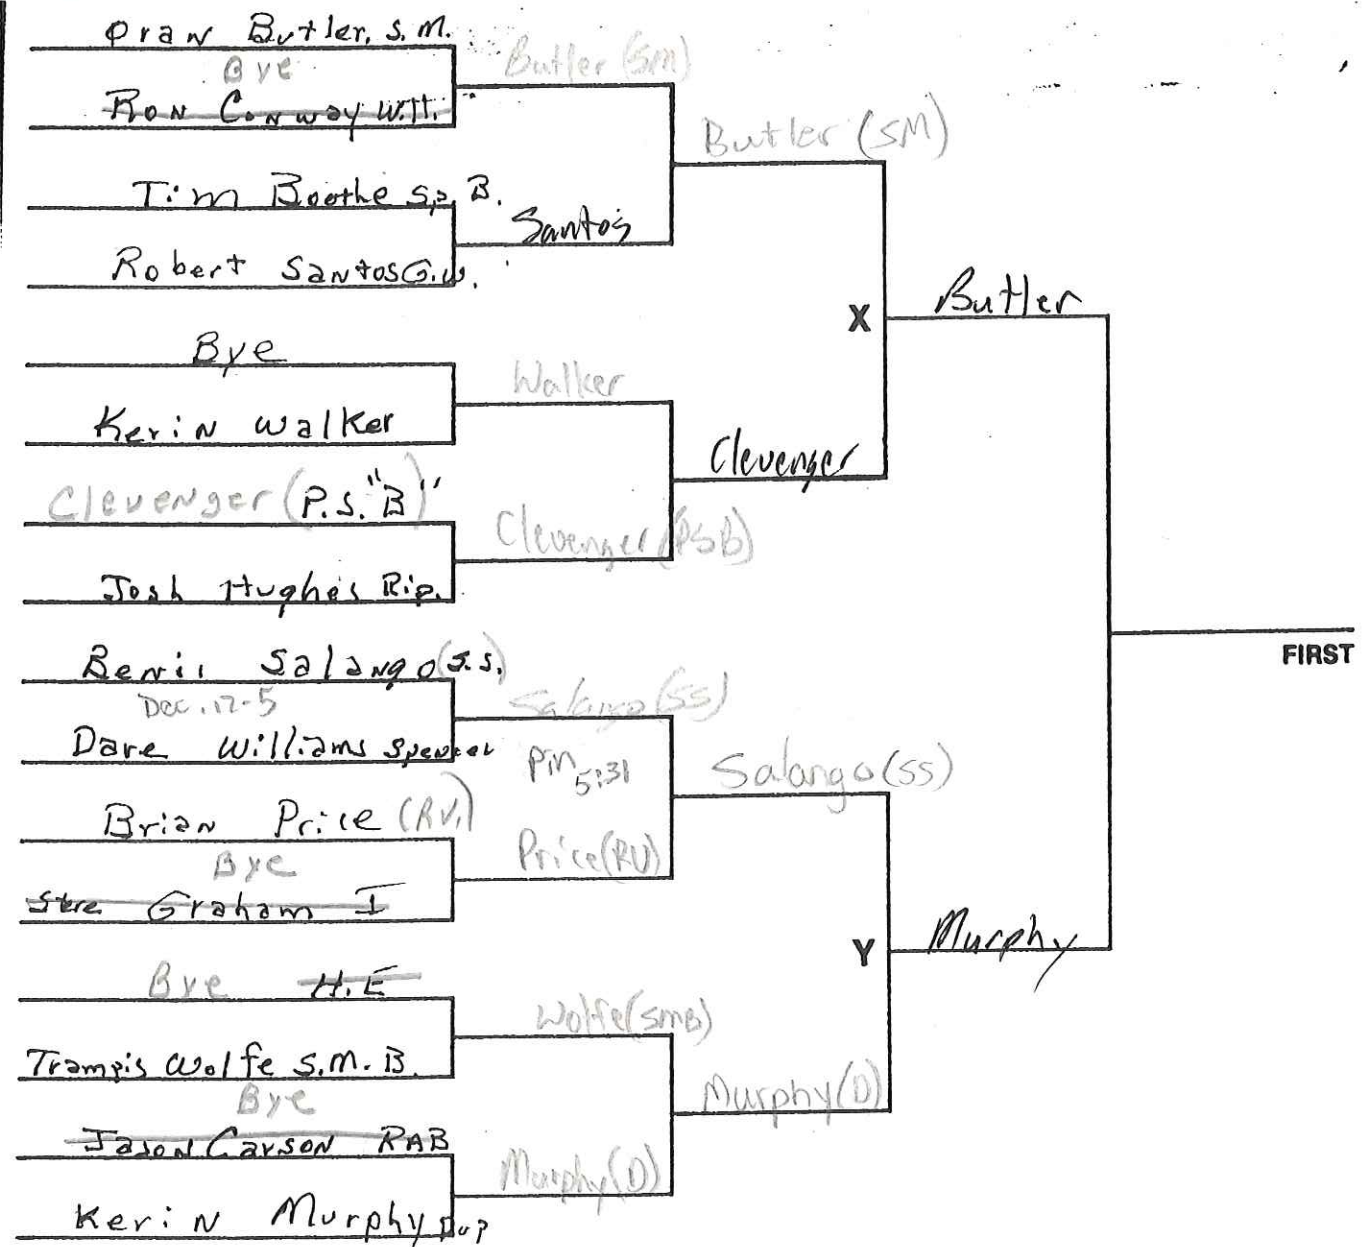 Oran Butler, S.M.
Bye
Butler (SM)
Ron Conway W.H.
Butler (SM)
Tim Boothe Sp. B.
Santos
Robert Santos G.W.
Butler
X
Bye
Walker
Kevin Walker
Clevenger
Clevenger (P.S. "B")
Clevenger (PSB)
Josh Hughes Rip.
FIRST
Salango (S.S.)
Dec. 12-5
Salango (SS)
Dave Williams Spencer
Pin 5:31
Salango (SS)
Brian Price (RV.)
Bye
Price (RV)
Graham I
Murphy
Y
Bye H.E
Wolfe (SMB)
Trampis Wolfe S.M.B.
Bye
Murphy (D)
Jason Carson RAB
Murphy (D)
Kevin Murphy Dup